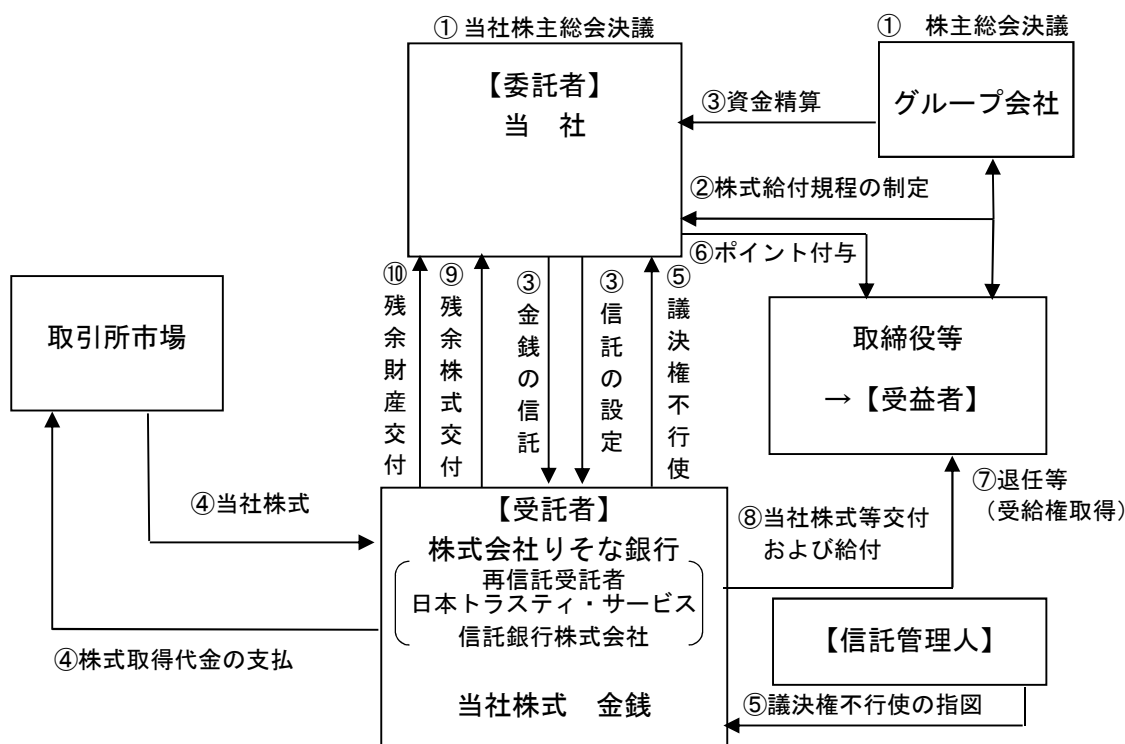 ① 当社株主総会決議
① 株主総会決議
【委託者】
当 社
③資金精算
グループ会社
②株式給付規程の制定
⑥ポイント付与
取引所市場
⑩残余財産交付
⑨残余株式交付
③金銭の信託
③信託の設定
⑤議決権不行使
取締役等
→【受益者】
④当社株式
【受託者】
株式会社りそな銀行
再信託受託者
日本トラスティ・サービス
信託銀行株式会社
当社株式 金銭
⑦退任等
(受給権取得)
⑧当社株式等交付
および給付
④株式取得代金の支払
【信託管理人】
⑤議決権不行使の指図